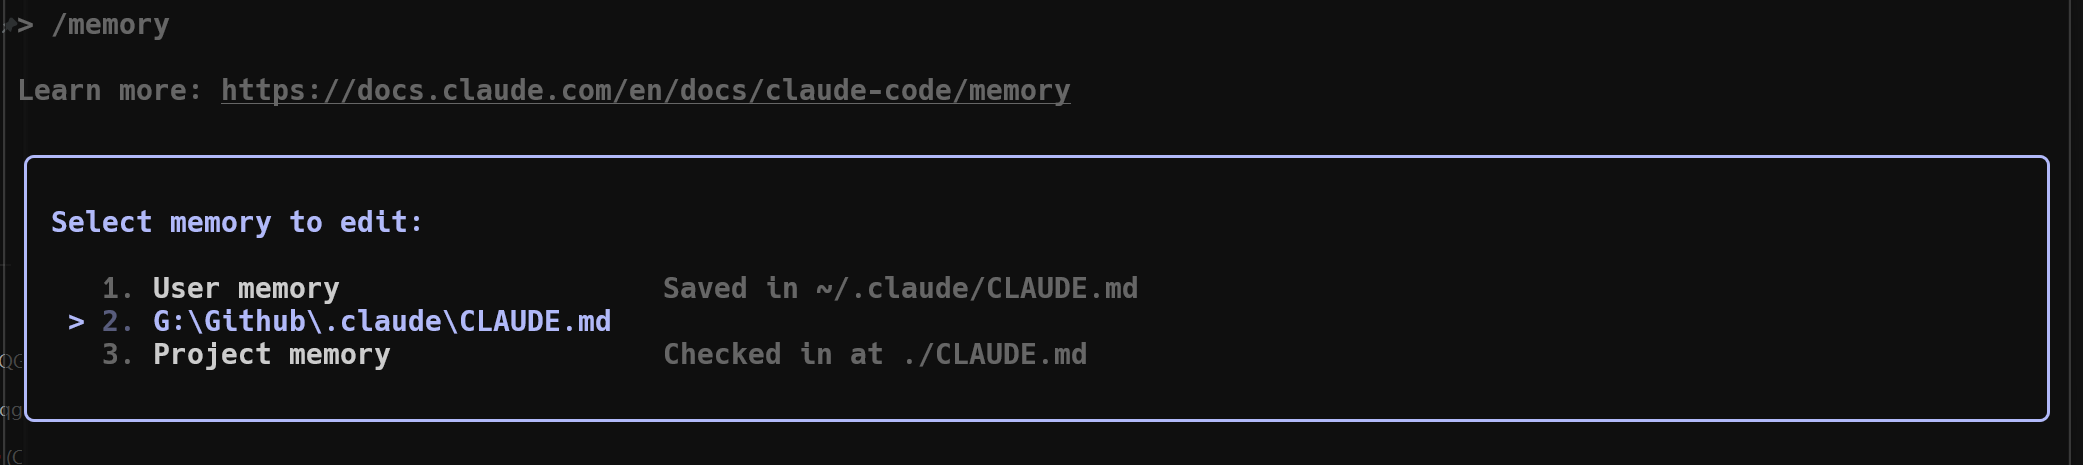 > /memory
Learn more: https://docs.claude.com/en/docs/claude-code/memory
Select memory to edit:
1. User memory Saved in ~/.claude/CLAUDE.md
> 2. G:\Github\.claude\CLAUDE.md
3. Project memory Checked in at ./CLAUDE.md
qg
(C